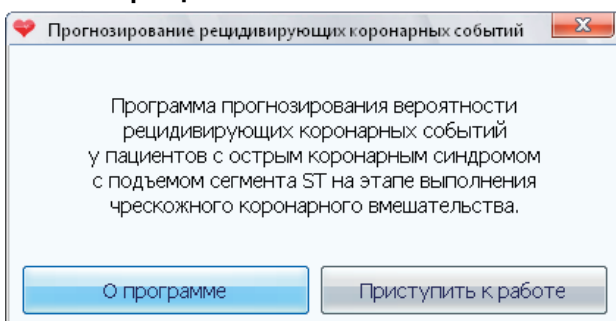 Прогнозирование рецидивирующих коронарных событий
Программа прогнозирования вероятности
рецидивирующих коронарных событий
у пациентов с острым коронарным синдромом
с подъемом сегмента ST на этапе выполнения
чрескожного коронарного вмешательства.
О программе
Приступить к работе